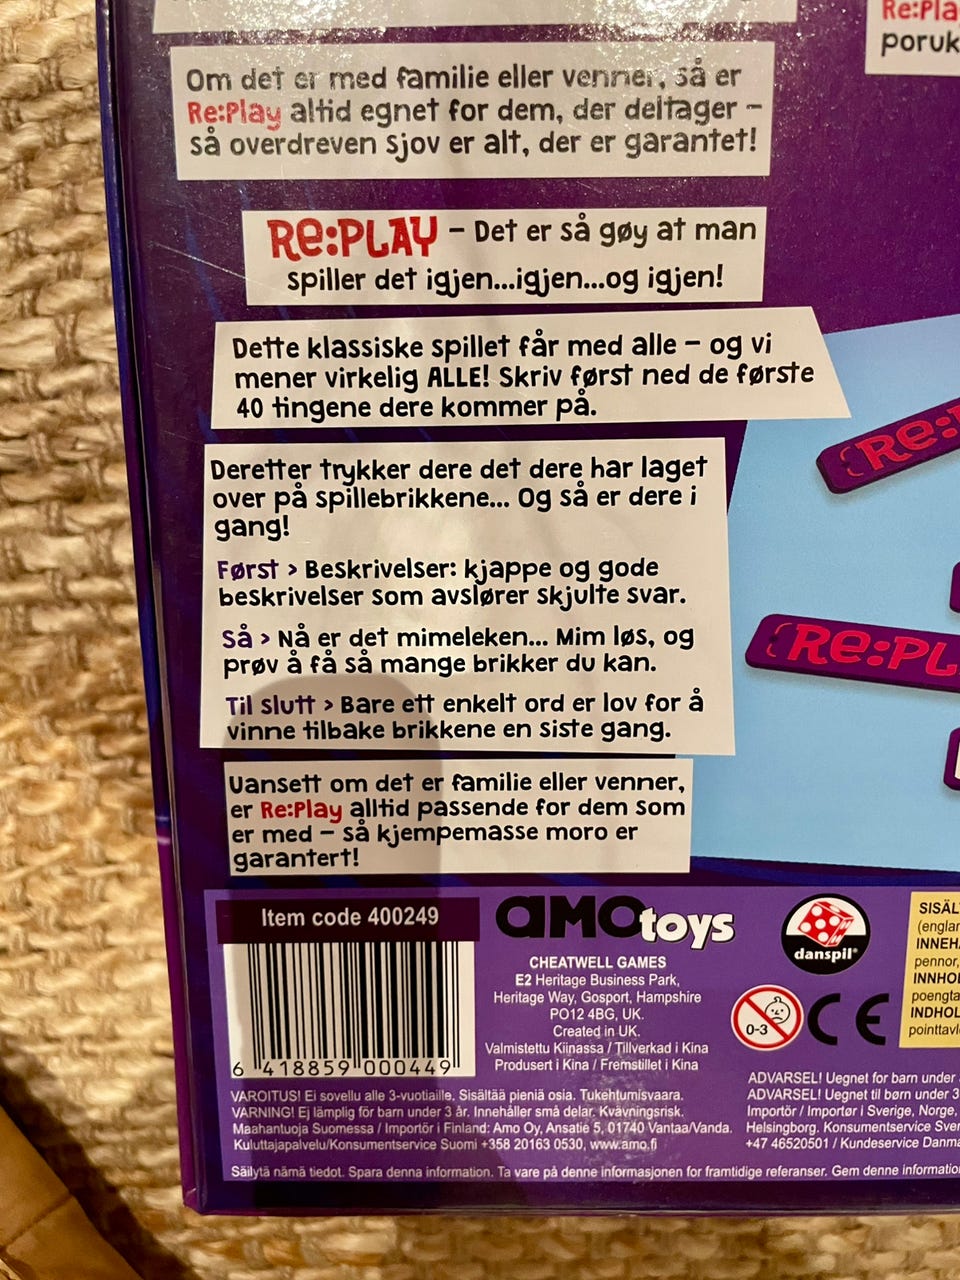 Re:Pla
poruk
Om det er med familie eller venner, så er
Re:Play altid egnet for dem, der deltager -
så overdreven sjov er alt, der er garantet!
Re:PLAY - Det er så gøy at man
spiller det igjen...igjen...og igjen!
Dette klassiske spillet får med alle - og vi
mener virkelig ALLE! Skriv først ned de første
40 tingene dere kommer på.
Deretter trykker dere det dere har laget
over på spillebrikkene... Og så er dere i
gang!
Først > Beskrivelser: kjappe og gode
beskrivelser som avslører skjulte svar.
Så > Nå er det mimeleken... Mim løs, og
prøv å få så mange brikker du kan.
Til slutt > Bare ett enkelt ord er lov for å
vinne tilbake brikkene en siste gang.
Uansett om det er familie eller venner,
er Re:Play alltid passende for dem som
er med - så kjempemasse moro er
garantert!
Re:P
Re:PL
Item code 400249
6 418859 000449
AMO toys
CHEATWELL GAMES
E2 Heritage Business Park,
Heritage Way, Gosport, Hampshire
PO12 4BG, UK.
Created in UK.
Valmistettu Kiinassa / Tillverkad i Kina
Produsert i Kina / Fremstillet i Kina
danspil
0-3
CE
SISÄL
(englan
INNEH
pennor,
INNHO
poengta
INDHOL
pointtavl
VAROITUS! Ei sovellu alle 3-vuotiaille. Sisältää pieniä osia. Tukehtumisvaara.
VARNING! Ej lämplig för barn under 3 år. Innehåller små delar. Kvävningsrisk.
Maahantuoja Suomessa / Importör i Finland: Amo Oy, Ansatie 5, 01740 Vantaa/Vanda.
Kuluttajapalvelu/Konsumentservice Suomi +358 20163 0530, www.amo.fi
ADVARSEL! Uegnet for barn under
ADVARSEL! Uegnet til børn under 3
Importör / Importør i Sverige, Norge,
Helsingborg. Konsumentservice Sver
+47 46520501 / Kundeservice Danma
Säilytä nämä tiedot. Spara denna information. Ta vare på denne informasjonen for framtidige referanser. Gem denne informatio